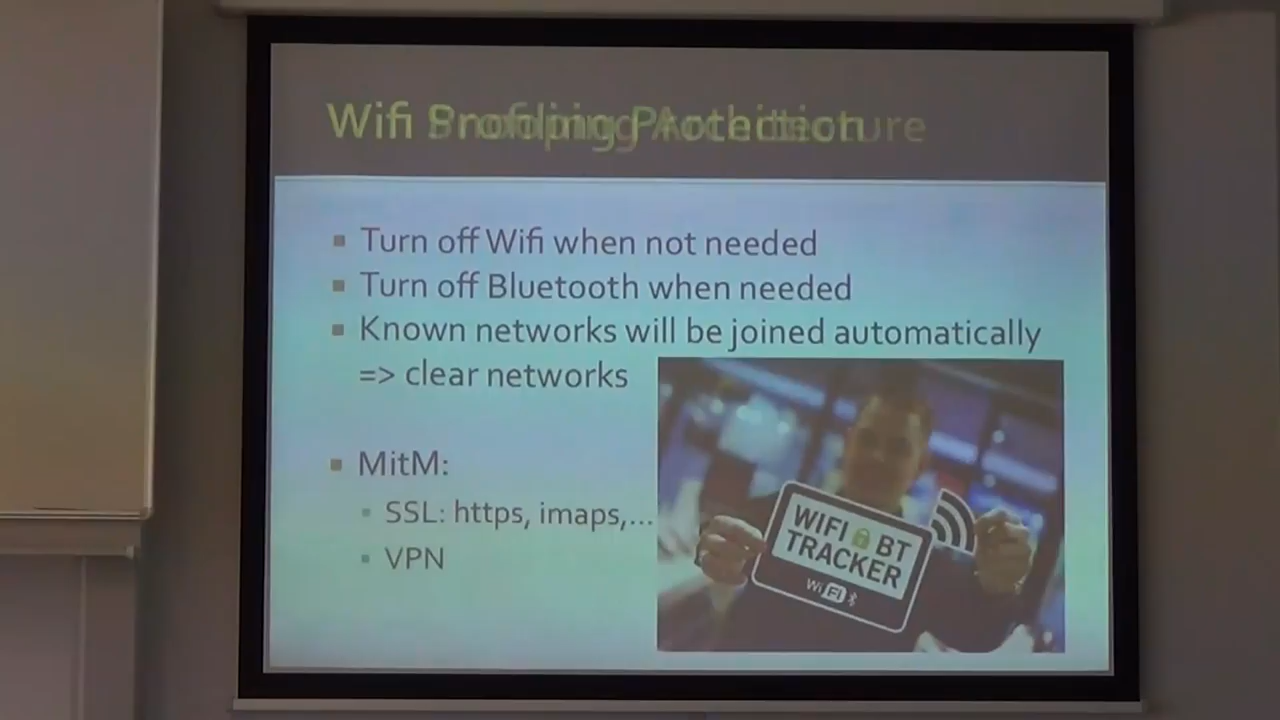 Wifi
Turn off Wifi when not needed
Turn off Bluetooth when needed
Known networks will be joined automatically
=> clear networks
MitM:
SSL: https, imaps,...
VPN
WIFI BT
TRACKER
WiFi